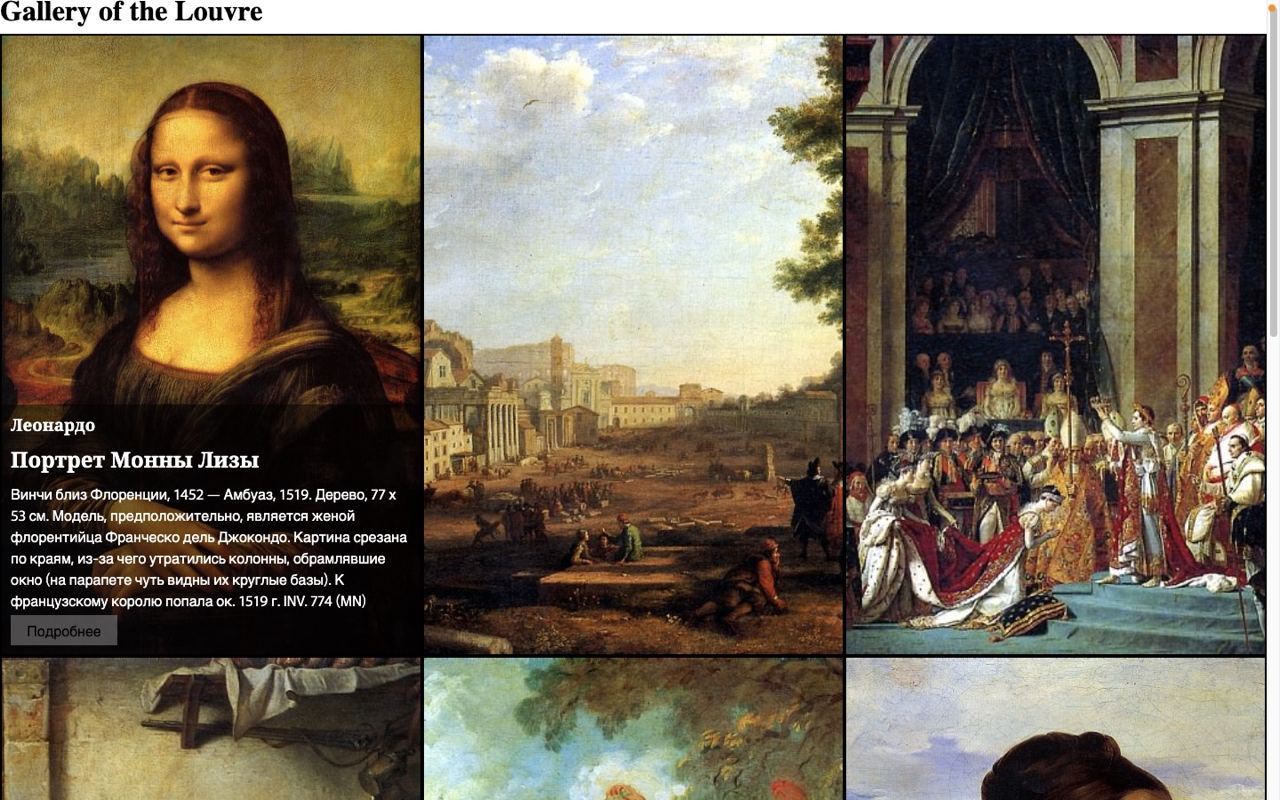 Gallery of the Louvre
Леонардо
Портрет Монны Лизы
Винчи близ Флоренции, 1452 — Амбуаз, 1519. Дерево, 77 x
53 см. Модель, предположительно, является женой
флорентийца Франческо дель Джокондо. Картина срезана
по краям, из-за чего утратились колонны, обрамлявшие
окно (на парапете чуть видны их круглые базы). К
французскому королю попала ок. 1519 г. INV. 774 (MN)
Подробнее